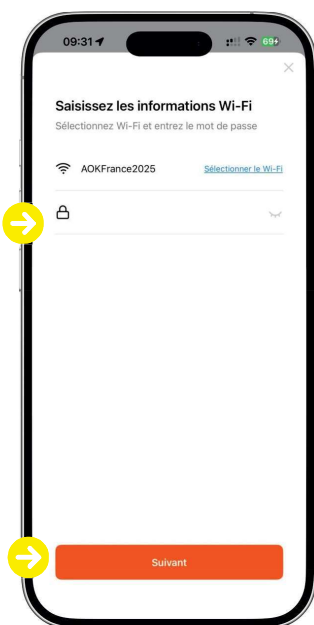 09:31
69
Saisissez les informations Wi-Fi
Sélectionnez Wi-Fi et entrez le mot de passe
AOKFrance2025 Sélectionner le Wi-Fi
Suivant